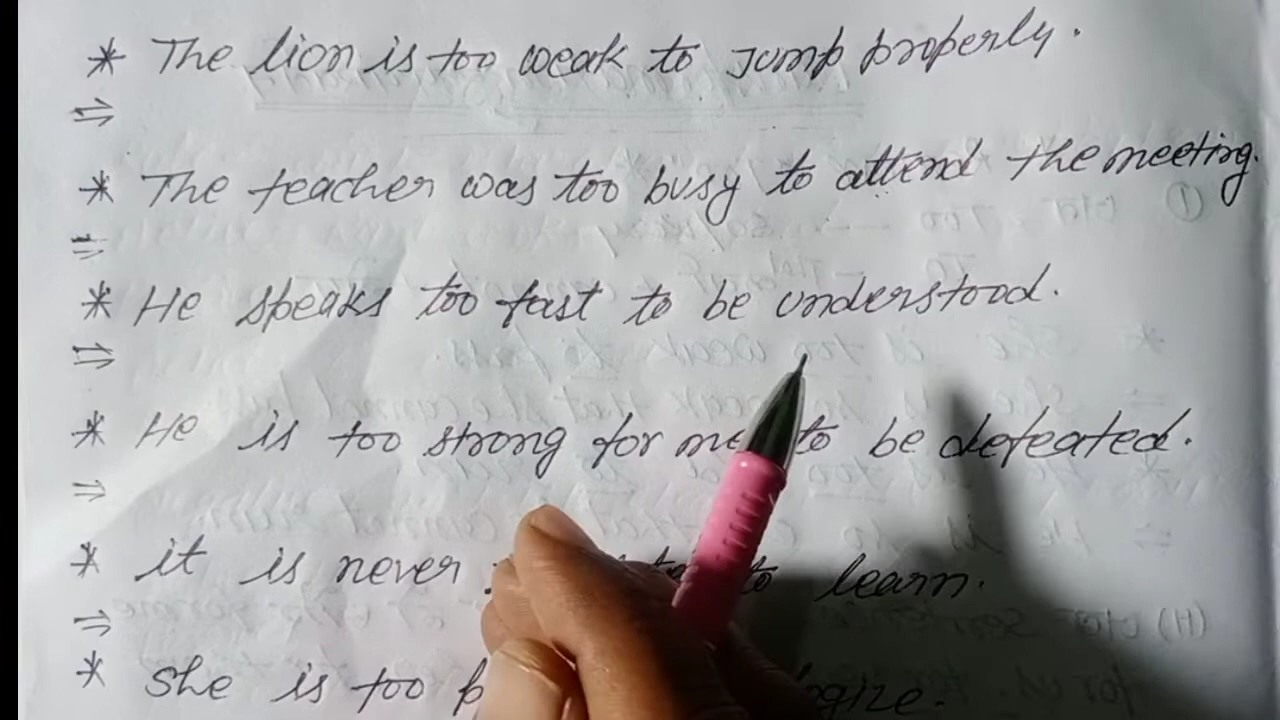 * The lion is too weak to Jump properly.
⇒
* The teacher was too busy to attend the meeting.
⇒
* He speaks too fast to be understood.
⇒
* He is too strong for me to be defeated.
⇒
* it is never to learn.
⇒
* She is too